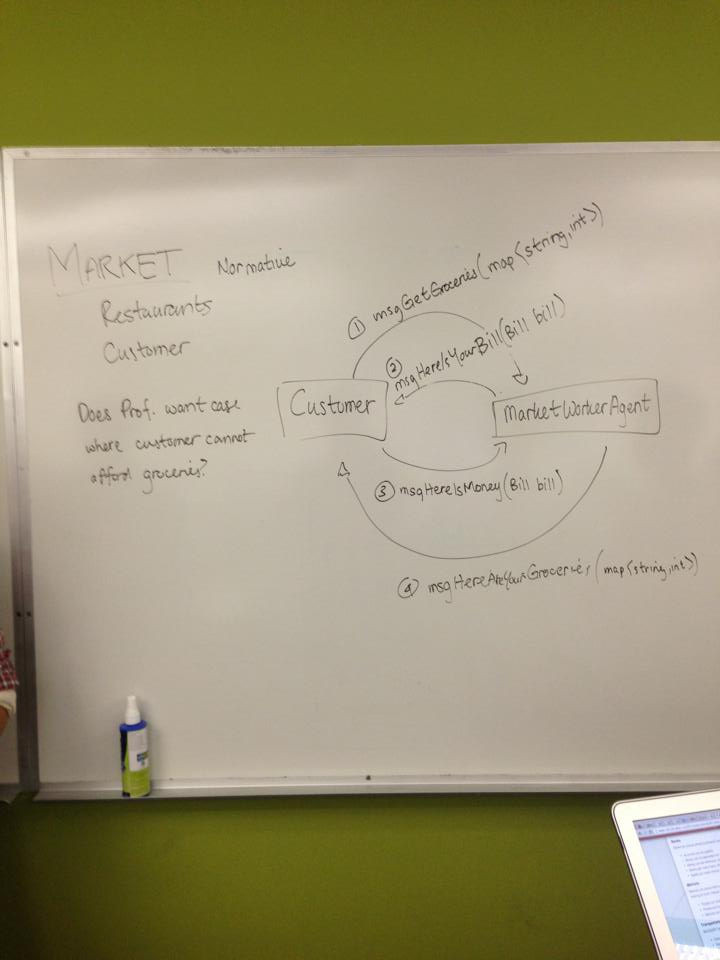 MARKET Normative
Restaurants
Customer
Does Prof. want case
where customer cannot
afford groceries?
① msgGetGroceries(map<string,int>)
② msgHereIsYourBill(Bill bill)
Customer
MarketWorkerAgent
③ msgHereIsMoney(Bill bill)
④ msgHereAreYourGroceries(map<string,int>)